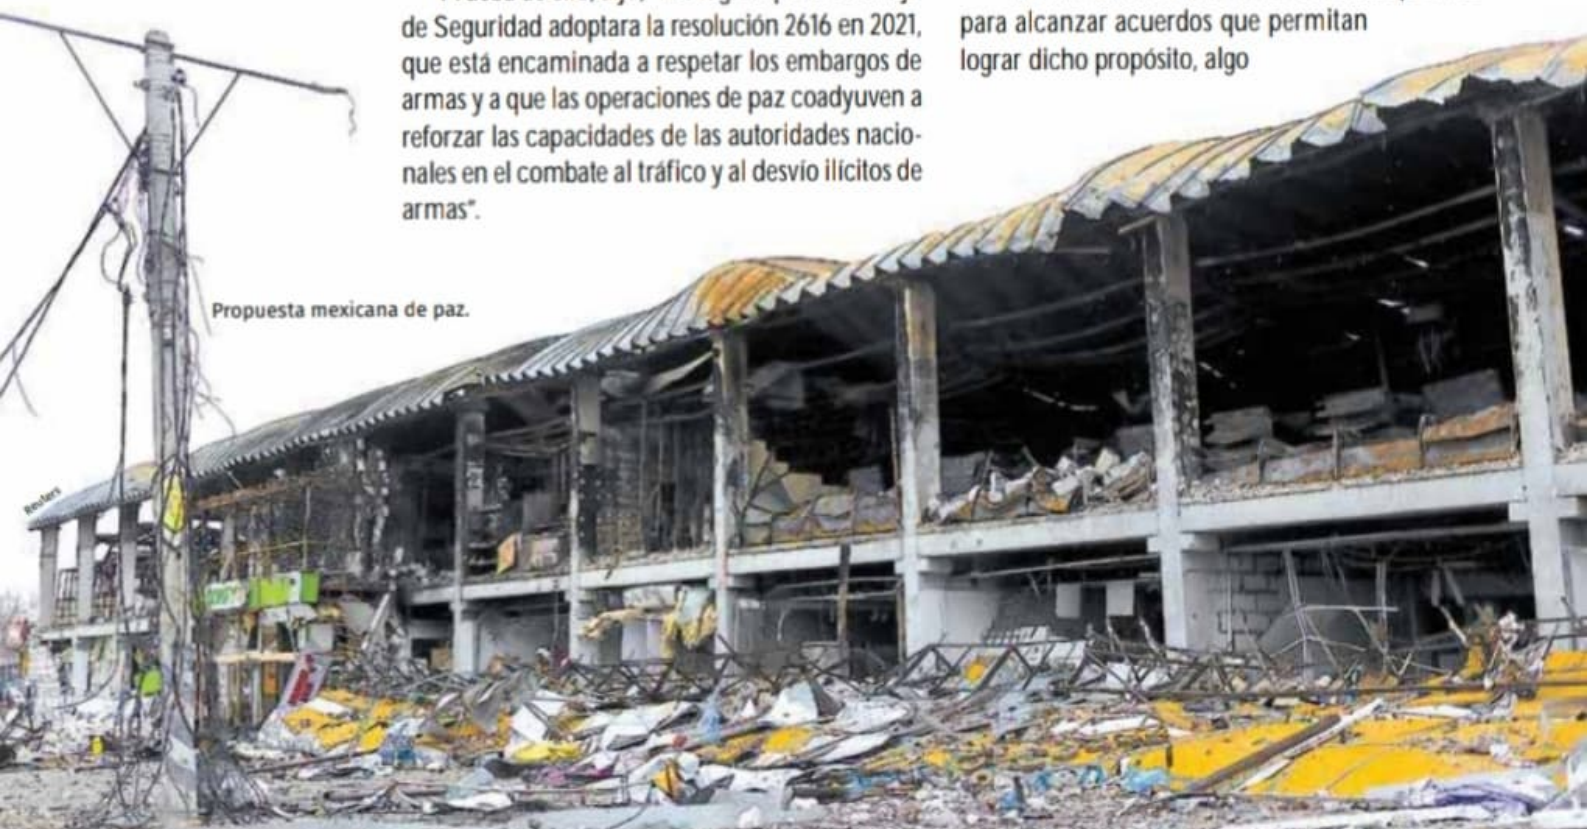 de Seguridad adoptara la resolución 2616 en 2021,
que está encaminada a respetar los embargos de
armas y a que las operaciones de paz coadyuven a
reforzar las capacidades de las autoridades nacio-
nales en el combate al tráfico y al desvío ilícitos de
armas".
para alcanzar acuerdos que permitan
lograr dicho propósito, algo
Propuesta mexicana de paz.
Reuters